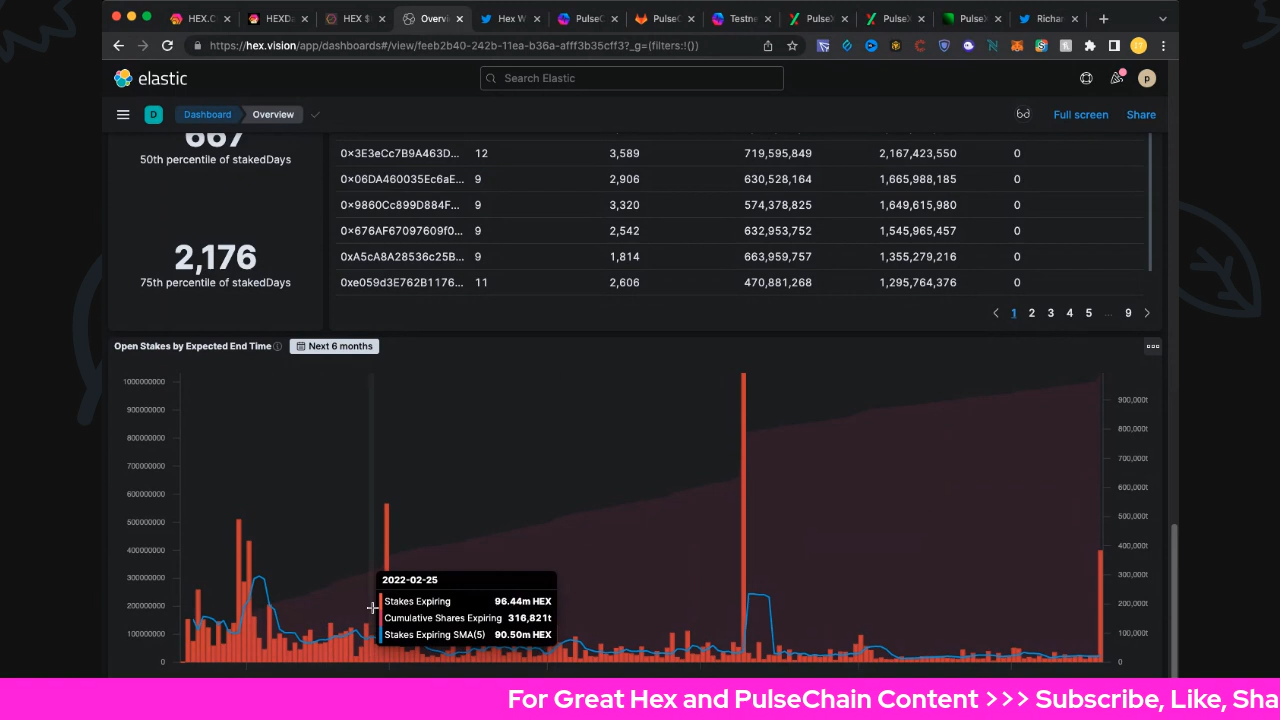 HEX.C
HEXDa
HEX $
Overvi
Hex W
PulseC
PulseC
Testne
PulseX
PulseX
PulseX
Richar
https://hex.vision/app/dashboards#/view/feeb2b40-242b-11ea-b36a-afff3b35cff3?_g=(filters:!())
elastic
Search Elastic
p
D
Dashboard
Overview
Full screen
Share
667
50th percentile of stakedDays
2,176
75th percentile of stakedDays
0x3E3eCc7B9A463D... 12 3,589 719,595,849 2,167,423,550 0
0x06DA460035Ec6aE... 9 2,906 630,528,164 1,665,988,185 0
0x9860Cc899D884F... 9 3,320 574,378,825 1,649,615,980 0
0x676AF67097609f0... 9 2,542 632,953,752 1,545,965,457 0
0xA5cA8A28536c25B... 9 1,814 663,959,757 1,355,279,216 0
0xe059d3E762B1176... 11 2,606 470,881,268 1,295,764,376 0
1 2 3 4 5 ... 9
Open Stakes by Expected End Time
Next 6 months
1000000000
900000000
800000000
700000000
600000000
500000000
400000000
300000000
200000000
100000000
0
900,000t
800,000t
700,000t
600,000t
500,000t
400,000t
300,000t
200,000t
100,000t
0
2022-02-25
Stakes Expiring 96.44m HEX
Cumulative Shares Expiring 316,821t
Stakes Expiring SMA(5) 90.50m HEX
For Great Hex and PulseChain Content >>> Subscribe, Like, Sha